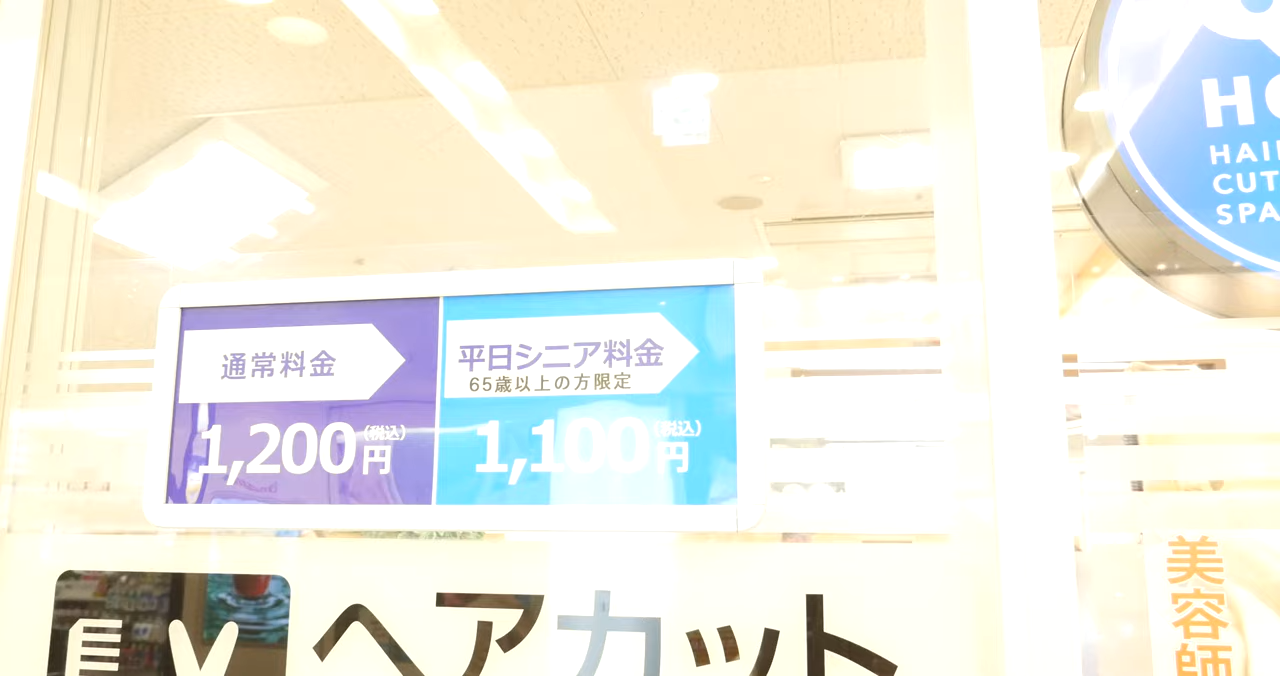 通常料金
1,200円(税込)
平日シニア料金
65歳以上の方限定
1,100円(税込)
HAI
CUT
SPA
ヘアカット
美容師